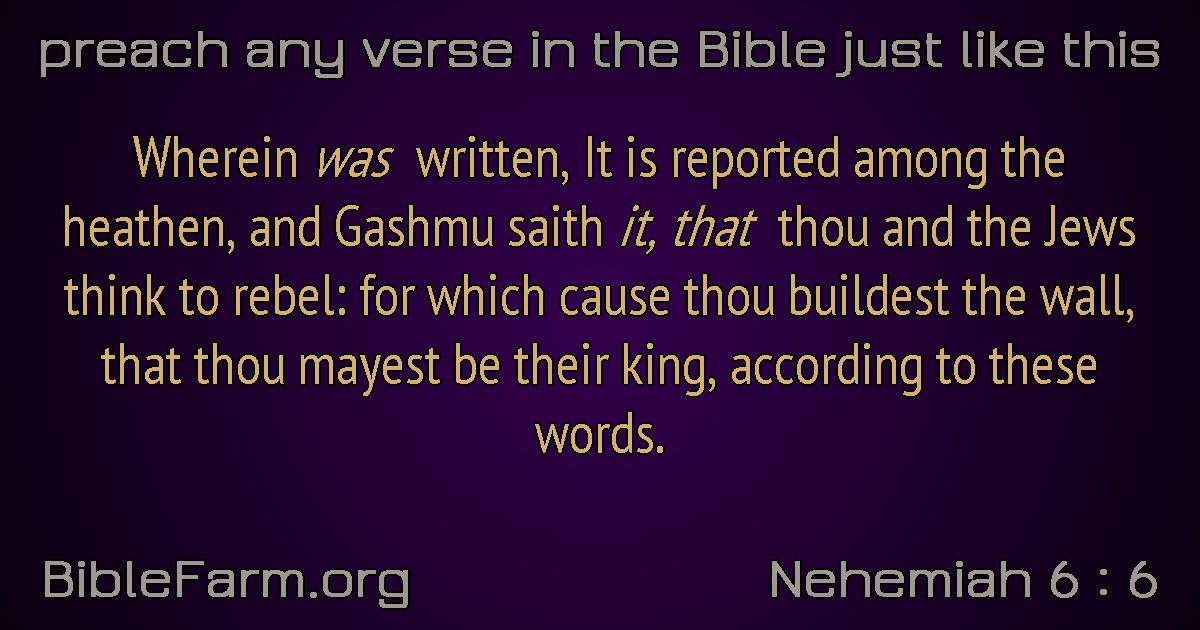 preach any verse in the Bible just like this
Wherein was written, It is reported among the
heathen, and Gashmu saith it, that thou and the Jews
think to rebel: for which cause thou buildest the wall,
that thou mayest be their king, according to these
words.
BibleFarm.org
Nehemiah 6 : 6